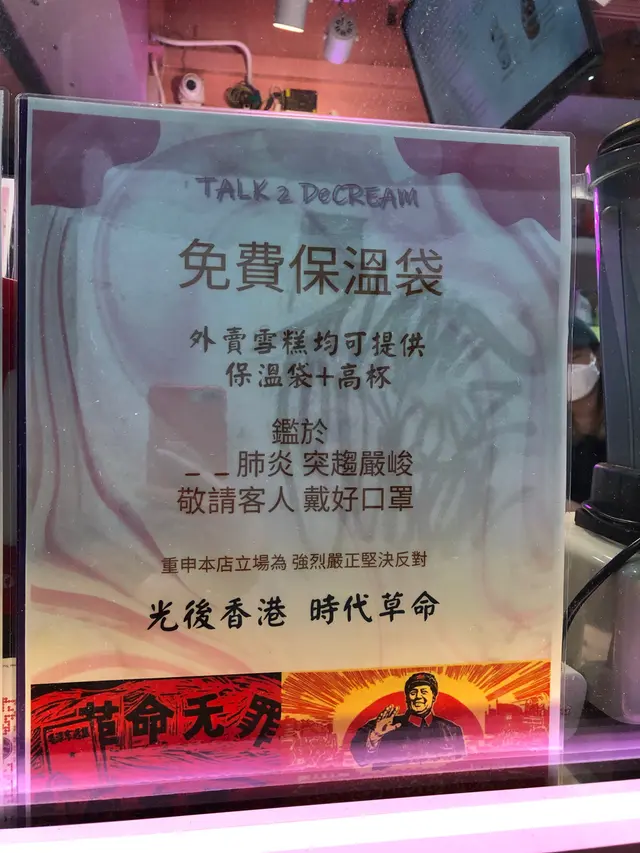 TALK 2 DeCREAM
免費保溫袋
外賣雪糕均可提供
保溫袋+高杯
鑑於
_ _肺炎 突趨嚴峻
敬請客人 戴好口罩
重申本店立場為 強烈嚴正堅決反對
光後香港 時代草命
革命无罪